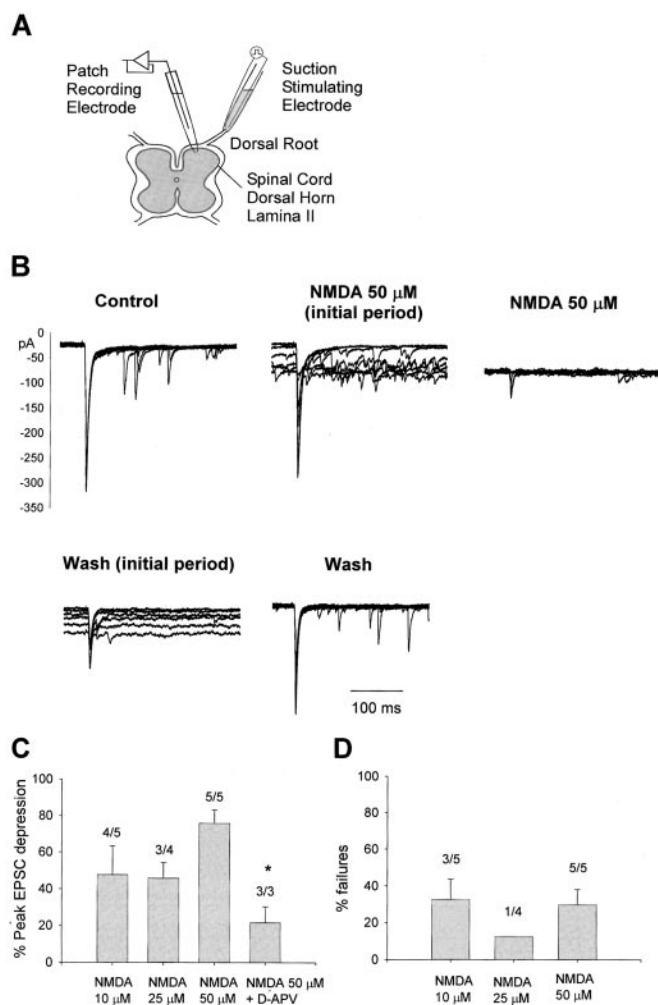 A
Patch
Recording
Electrode
Suction
Stimulating
Electrode
Dorsal Root
Spinal Cord
Dorsal Horn
Lamina II
B
Control
NMDA 50 μM
(initial period)
NMDA 50 μM
0
pA
-50
-100
-150
-200
-250
-300
-350
Wash (initial period)
Wash
100 ms
C
% Peak EPSC depression
100
80
60
40
20
0
4/5
3/4
5/5
*
3/3
NMDA
10 μM
NMDA
25 μM
NMDA
50 μM
NMDA 50 μM
+ D-APV
D
% failures
100
80
60
40
20
0
3/5
1/4
5/5
NMDA
10 μM
NMDA
25 μM
NMDA
50 μM